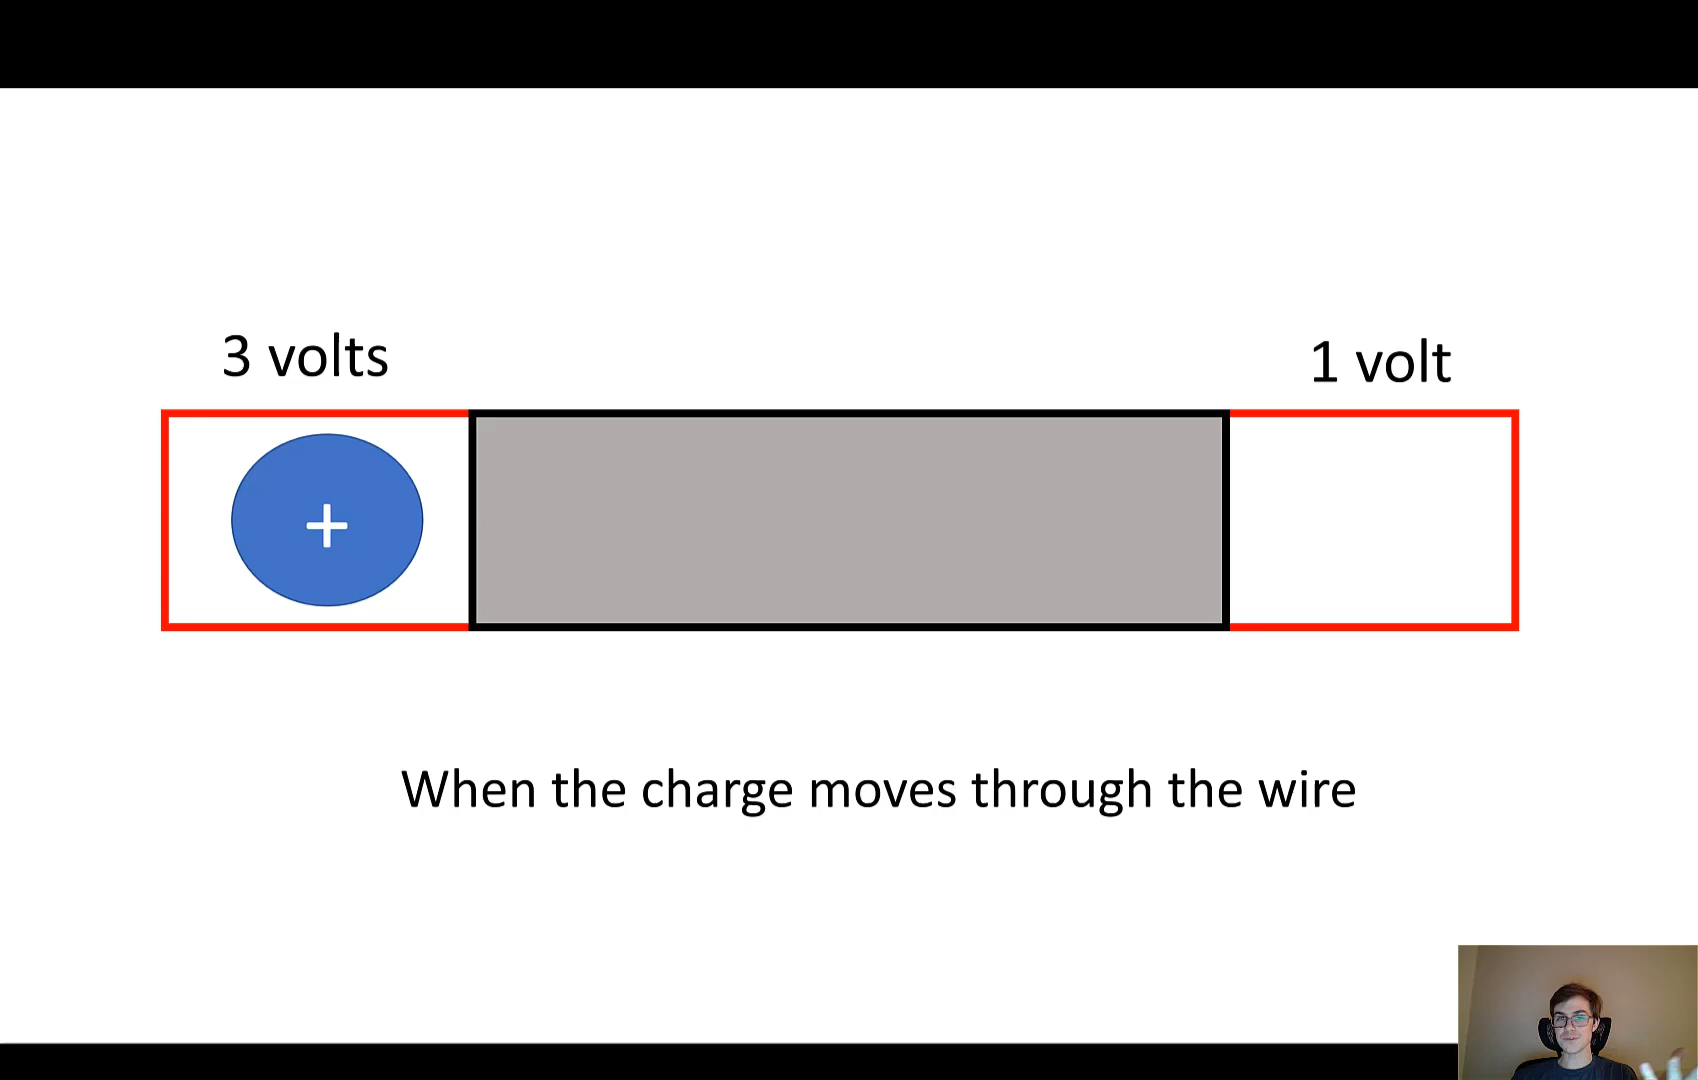 3 volts
1 volt
+
When the charge moves through the wire